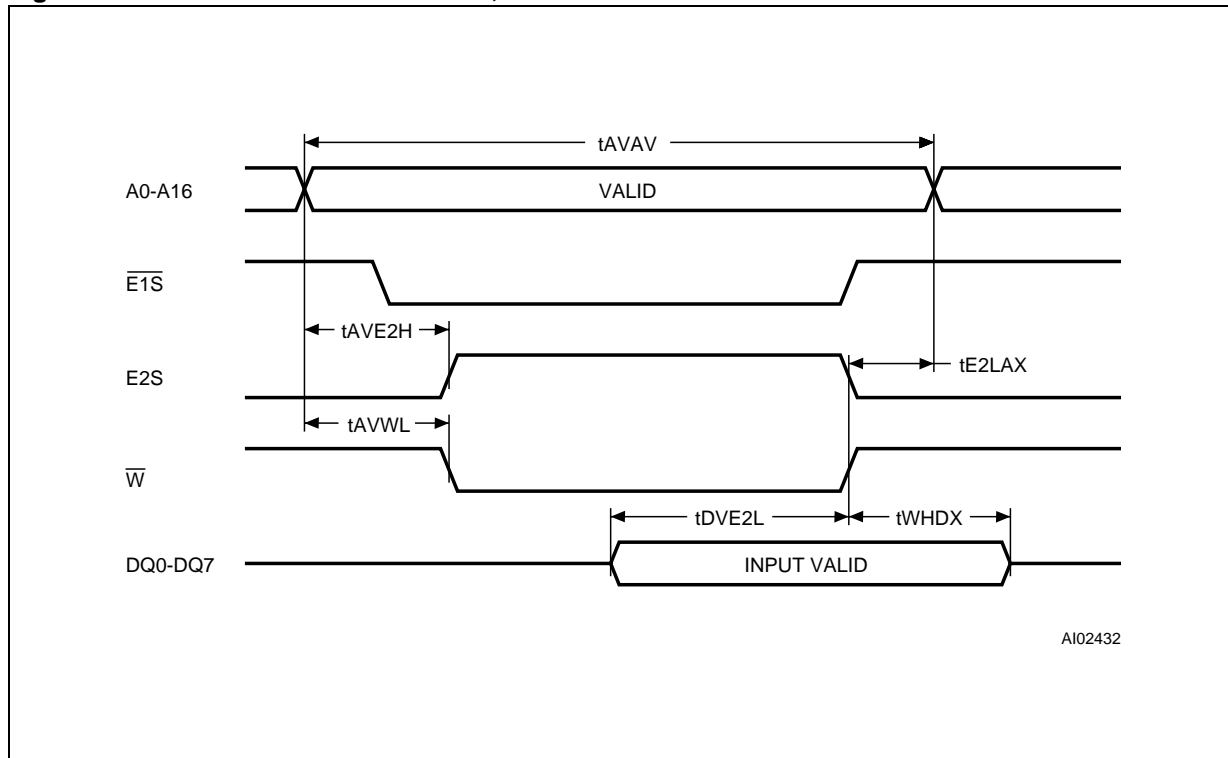 tAVAV
A0-A16
VALID
E1S
tAVE2H
E2S
tE2LAX
tAVWL
W
tDVE2L
tWHDX
DQ0-DQ7
INPUT VALID
AI02432